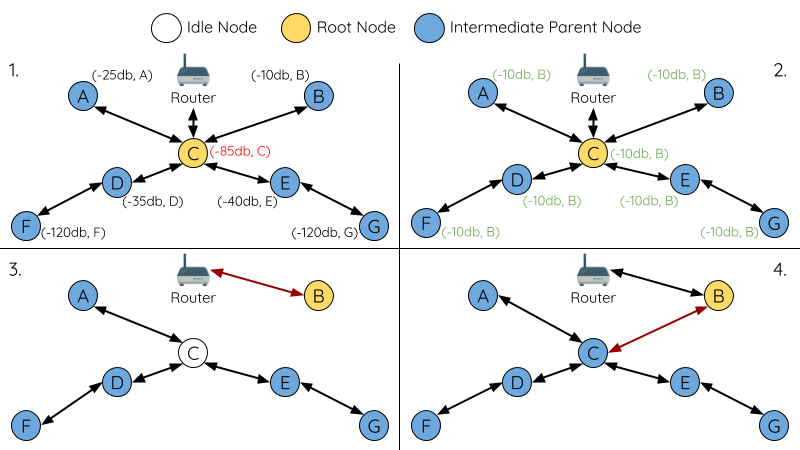 Idle Node Root Node Intermediate Parent Node
1.
(-25db, A) (-10db, B)
A Router B
C (-85db, C)
D E
(-35db, D) (-40db, E)
F (-120db, F) (-120db, G) G
2.
(-10db, B) (-10db, B)
A Router B
C (-10db, B)
D E
(-10db, B) (-10db, B)
F (-10db, B) (-10db, B) G
3.
A Router B
C
D E
F G
4.
A Router B
C
D E
F G